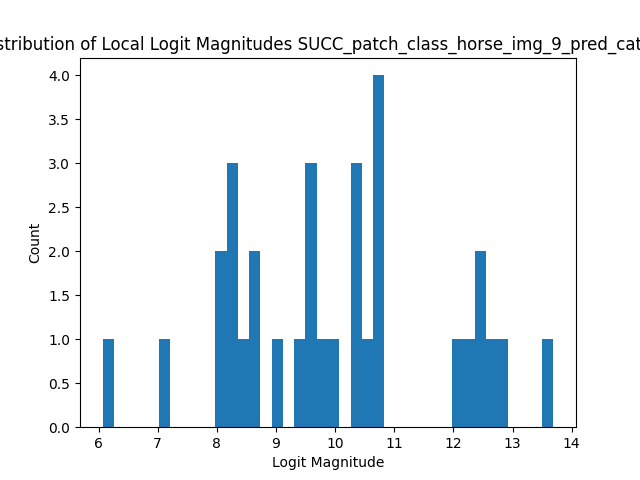 stribution of Local Logit Magnitudes SUCC_patch_class_horse_img_9_pred_cat
4.0
3.5
3.0
2.5
2.0
1.5
1.0
0.5
0.0
Count
6 7 8 9 10 11 12 13 14
Logit Magnitude